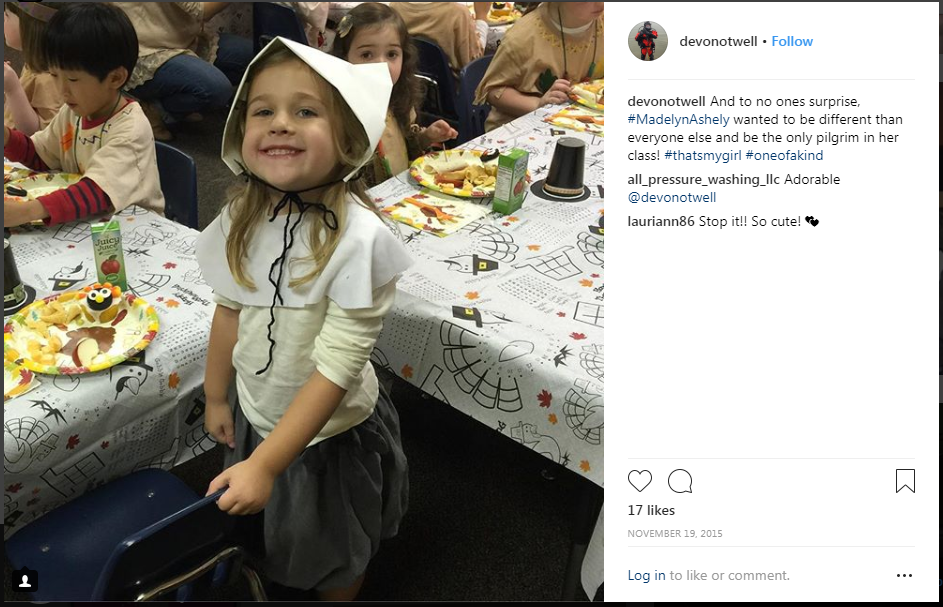 devonotwell • Follow
devonotwell And to no ones surprise,
#MadelynAshely wanted to be different than
everyone else and be the only pilgrim in her
class! #thatsmygirl #oneofakind
all_pressure_washing_llc Adorable
@devonotwell
lauriann86 Stop it!! So cute!
17 likes
NOVEMBER 19, 2015
Log in to like or comment.
Juicy
Juice